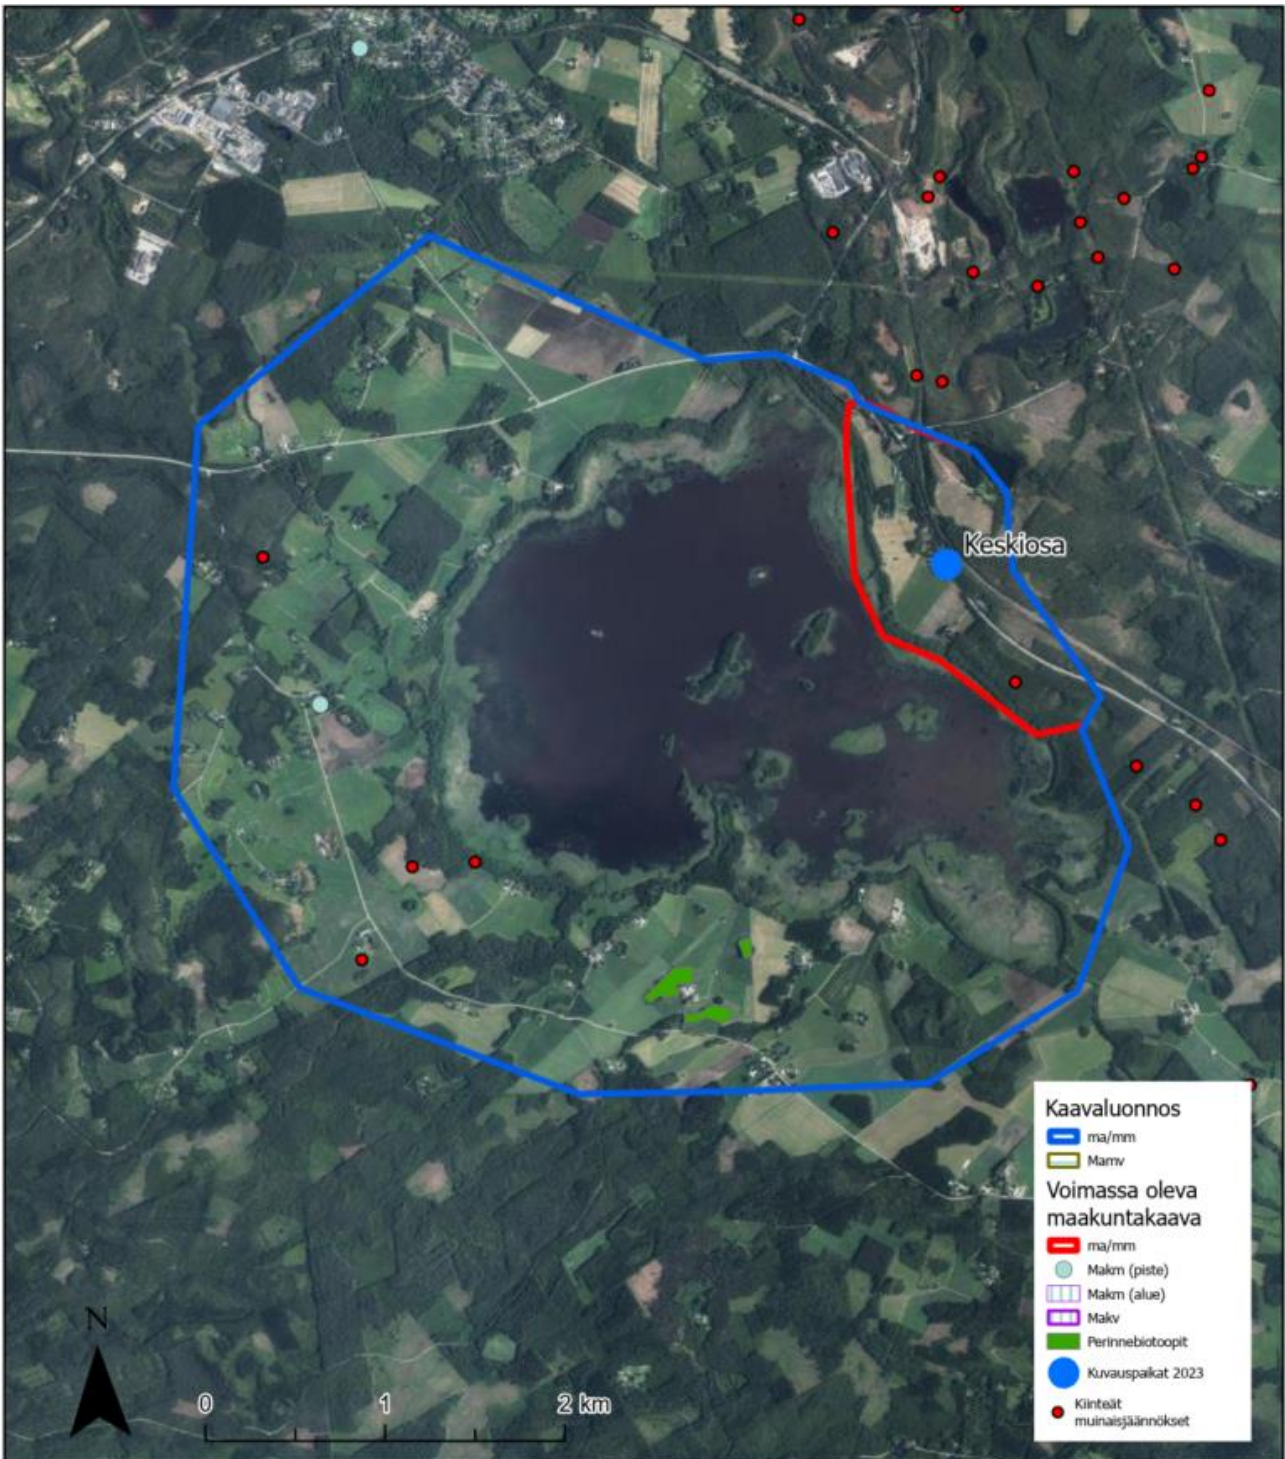 Keskiosa
Kaavaluonnos
ma/mm
Mamv
Voimassa oleva
maakuntakaava
ma/mm
Makm (piste)
Makm (alue)
Makv
Perinnebiotoopit
Kuvauspaikat 2023
Kiinteät
muinaisjäännökset
N
0 1 2 km